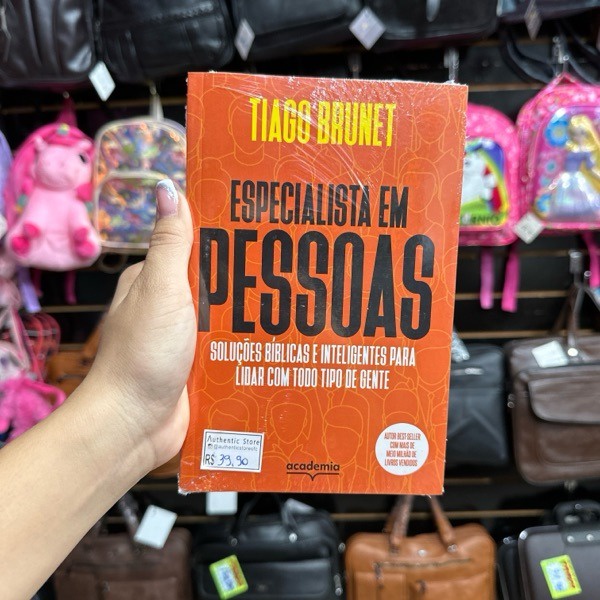 TIAGO BRUNET
ESPECIALISTA EM
PESSOAS
SOLUÇÕES BÍBLICAS E INTELIGENTES PARA
LIDAR COM TODO TIPO DE GENTE
AUTOR BEST-SELLER
COM MAIS DE
MEIO MILHÃO DE
LIVROS VENDIDOS
Authentic Store
R$ 39,90
academia